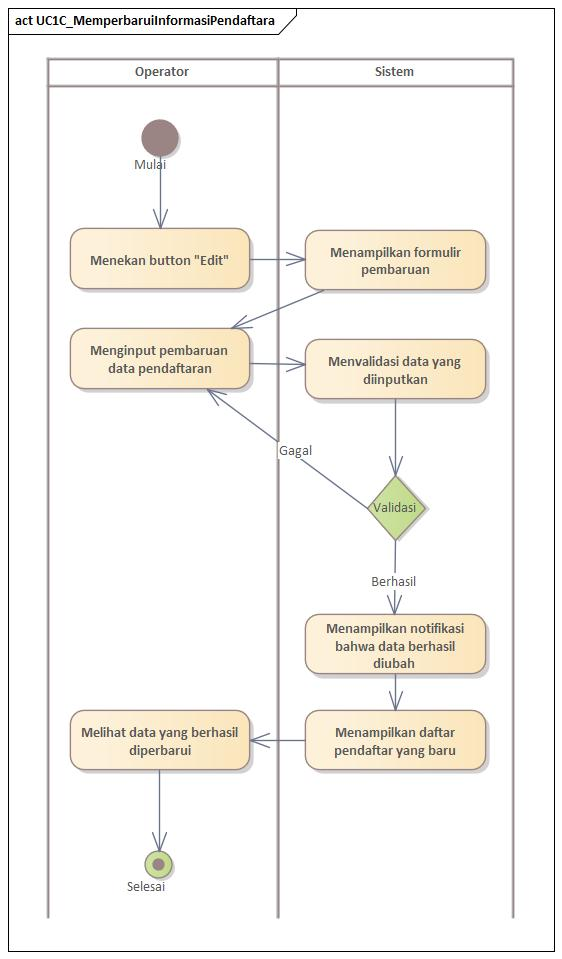 act UC1C_MemperbaruiInformasiPendaftara
Operator
Sistem
Mulai
Menekan button "Edit"
Menampilkan formulir
pembaruan
Menginput pembaruan
data pendaftaran
Menvalidasi data yang
diinputkan
Gagal
Validasi
Berhasil
Menampilkan notifikasi
bahwa data berhasil
diubah
Melihat data yang berhasil
diperbarui
Menampilkan daftar
pendaftar yang baru
Selesai